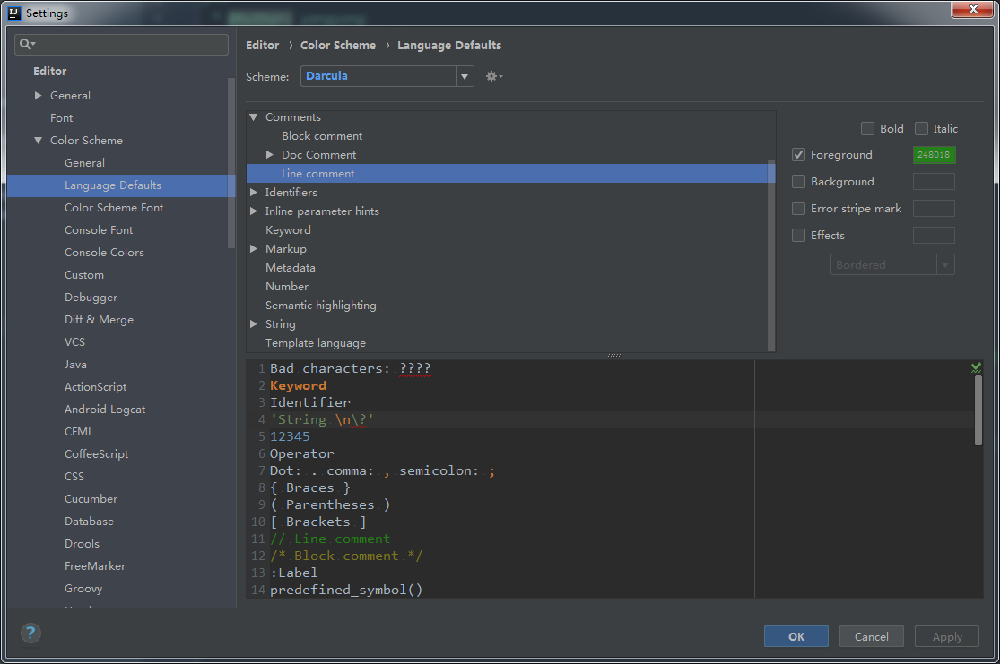 Settings
Editor
General
Font
Color Scheme
General
Language Defaults
Color Scheme Font
Console Font
Console Colors
Custom
Debugger
Diff & Merge
VCS
Java
ActionScript
Android Logcat
CFML
CoffeeScript
CSS
Cucumber
Database
Drools
FreeMarker
Groovy
Editor › Color Scheme › Language Defaults
Scheme: Darcula
Comments
Block comment
Doc Comment
Line comment
Identifiers
Inline parameter hints
Keyword
Markup
Metadata
Number
Semantic highlighting
String
Template language
Bold Italic
Foreground 248018
Background
Error stripe mark
Effects
Bordered
1 Bad characters: ????
2 Keyword
3 Identifier
4 'String \n\?'
5 12345
6 Operator
7 Dot: . comma: , semicolon: ;
8 { Braces }
9 ( Parentheses )
10 [ Brackets ]
11 // Line comment
12 /* Block comment */
13 :Label
14 predefined_symbol()
?
OK Cancel Apply